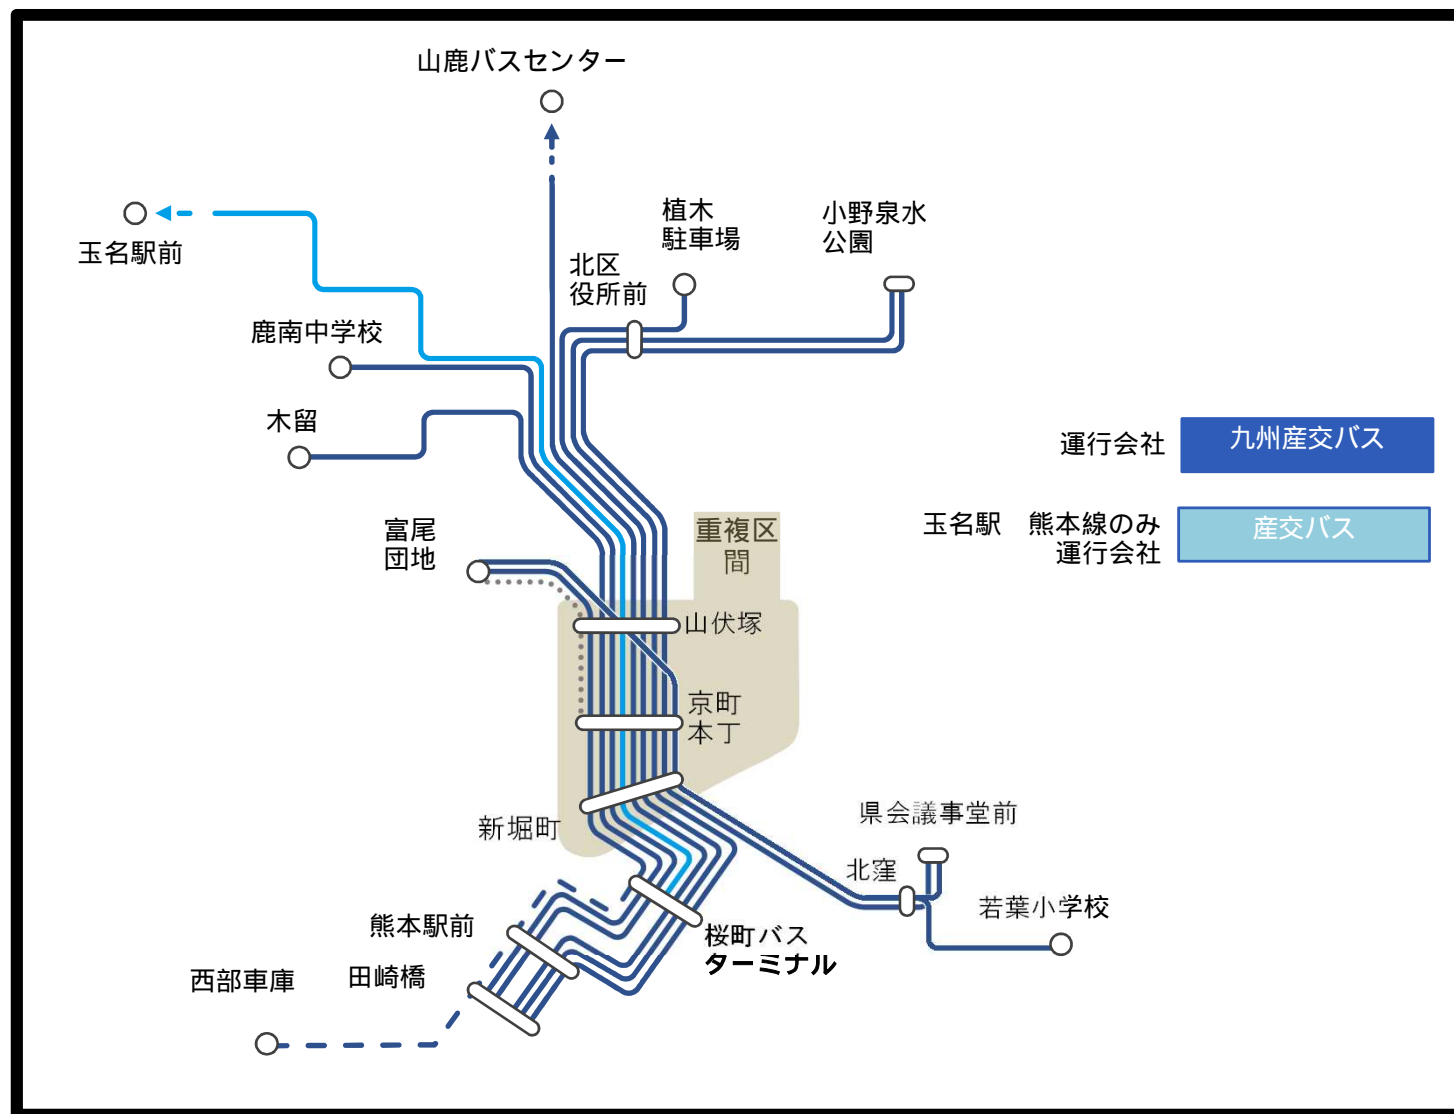 山鹿バスセンター
玉名駅前
植木
駐車場
小野泉水
公園
北区
役所前
鹿南中学校
木留
運行会社
九州産交バス
富尾
団地
重複区
間
玉名駅　熊本線のみ
運行会社
産交バス
山伏塚
京町
本丁
新堀町
県会議事堂前
北窪
若葉小学校
熊本駅前
桜町バス
ターミナル
西部車庫
田崎橋